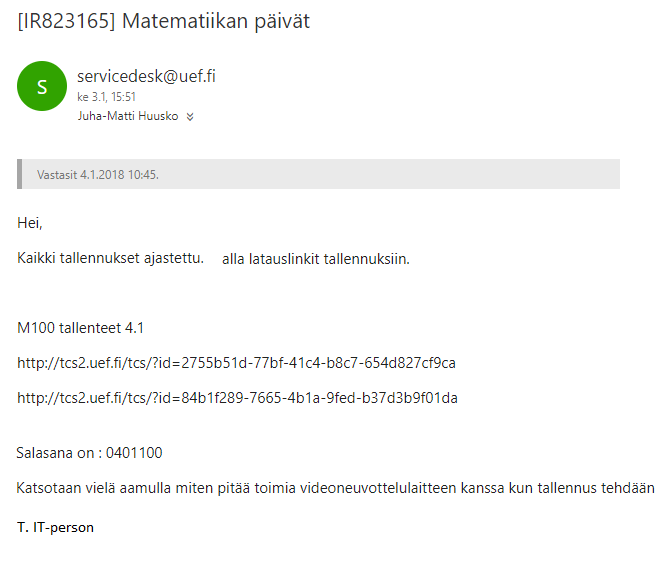 [IR823165] Matematiikan päivät
S
servicedesk@uef.fi
ke 3.1, 15:51
Juha-Matti Huusko
Vastasit 4.1.2018 10:45.
Hei,
Kaikki tallennukset ajastettu. alla latauslinkit tallennuksiin.
M100 tallenteet 4.1
http://tcs2.uef.fi/tcs/?id=2755b51d-77bf-41c4-b8c7-654d827cf9ca
http://tcs2.uef.fi/tcs/?id=84b1f289-7665-4b1a-9fed-b37d3b9f01da
Salasana on : 0401100
Katsotaan vielä aamulla miten pitää toimia videoneuvottelulaitteen kanssa kun tallennus tehdään
T. IT-person